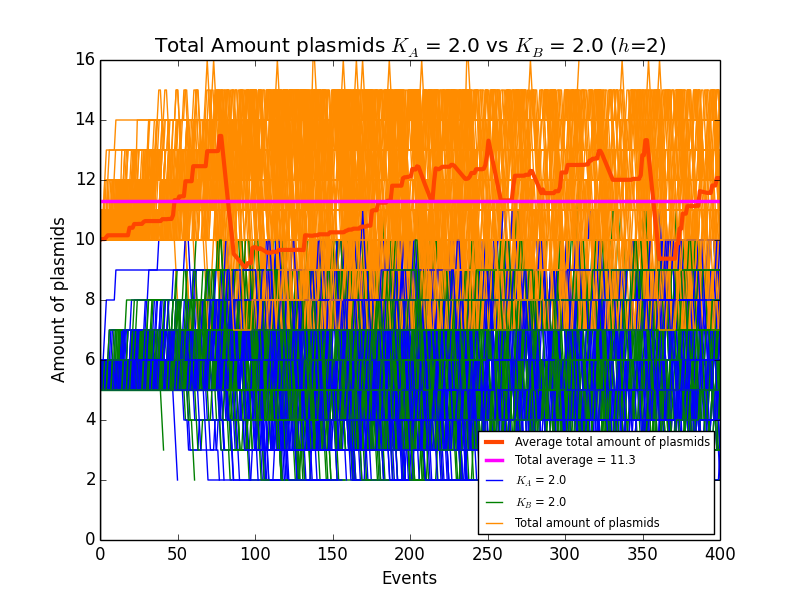 Total Amount plasmids K_A = 2.0 vs K_B = 2.0 (h=2)
16
14
12
10
8
6
4
2
0
Amount of plasmids
Average total amount of plasmids
Total average = 11.3
K_A = 2.0
K_B = 2.0
Total amount of plasmids
0 50 100 150 200 250 300 350 400
Events